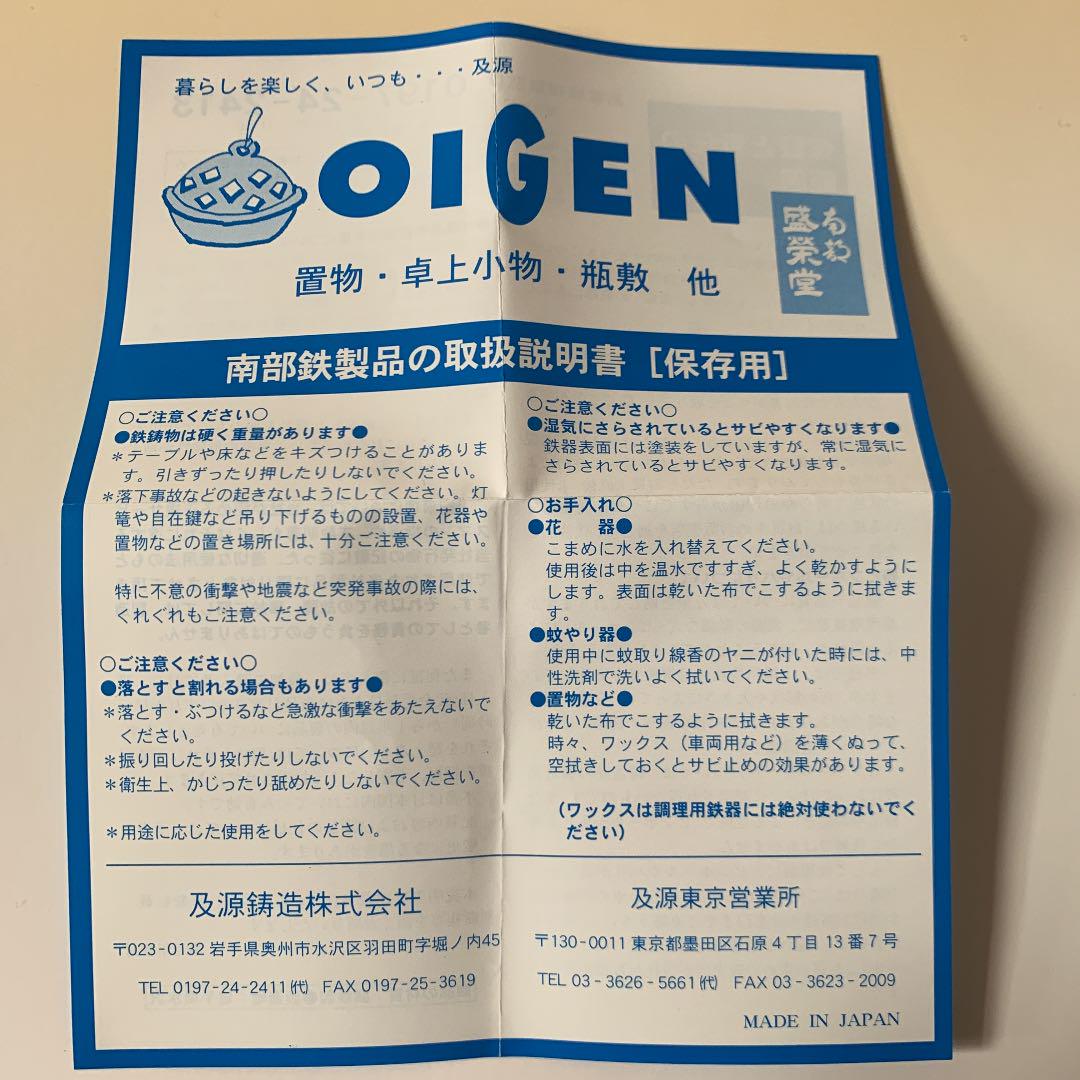 暮らしを楽しく、いつも・・・及源
OIGEN
南部
盛榮堂
置物・卓上小物・瓶敷 他
南部鉄製品の取扱説明書［保存用］
○ご注意ください○
●鉄鋳物は硬く重量があります●
＊テーブルや床などをキズつけることがありま
す。引きずったり押したりしないでください。
＊落下事故などの起きないようにしてください。灯
篭や自在鍵など吊り下げるものの設置、花器や
置物などの置き場所には、十分ご注意ください。
特に不意の衝撃や地震など突発事故の際には、
くれぐれもご注意ください。
○ご注意ください○
●落とすと割れる場合もあります●
＊落とす・ぶつけるなど急激な衝撃をあたえないで
ください。
＊振り回したり投げたりしないでください。
＊衛生上、かじったり舐めたりしないでください。
＊用途に応じた使用をしてください。
○ご注意ください○
●湿気にさらされているとサビやすくなります●
鉄器表面には塗装をしていますが、常に湿気に
さらされているとサビやすくなります。
○お手入れ○
●花 器●
こまめに水を入れ替えてください。
使用後は中を温水ですすぎ、よく乾かすように
します。表面は乾いた布でこするように拭きま
す。
●蚊やり器●
使用中に蚊取り線香のヤニが付いた時には、中
性洗剤で洗いよく拭いてください。
●置物など●
乾いた布でこするように拭きます。
時々、ワックス（車両用など）を薄くぬって、
空拭きしておくとサビ止めの効果があります。
（ワックスは調理用鉄器には絶対使わないでく
ださい）
及源鋳造株式会社
〒023-0132 岩手県奥州市水沢区羽田町字堀ノ内45
TEL 0197-24-2411㈹ FAX 0197-25-3619
及源東京営業所
〒130-0011 東京都墨田区石原4丁目13番7号
TEL 03-3626-5661㈹ FAX 03-3623-2009
MADE IN JAPAN